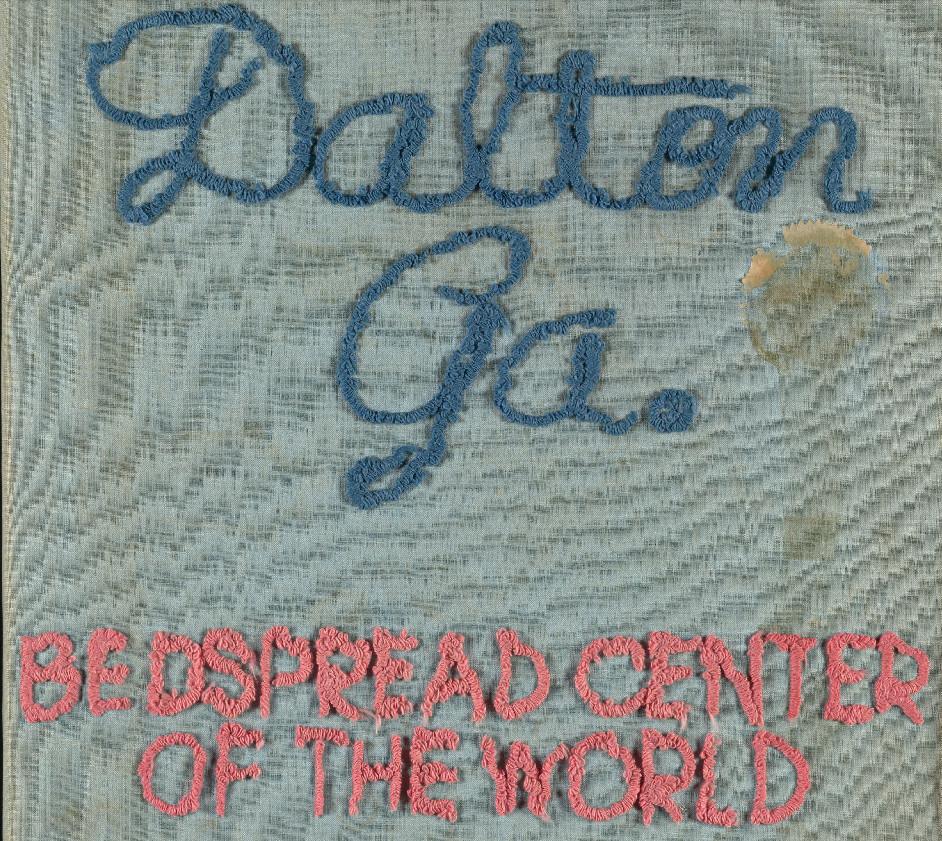 Dalton
Ga.
BEDSPREAD CENTER
OF THE WORLD